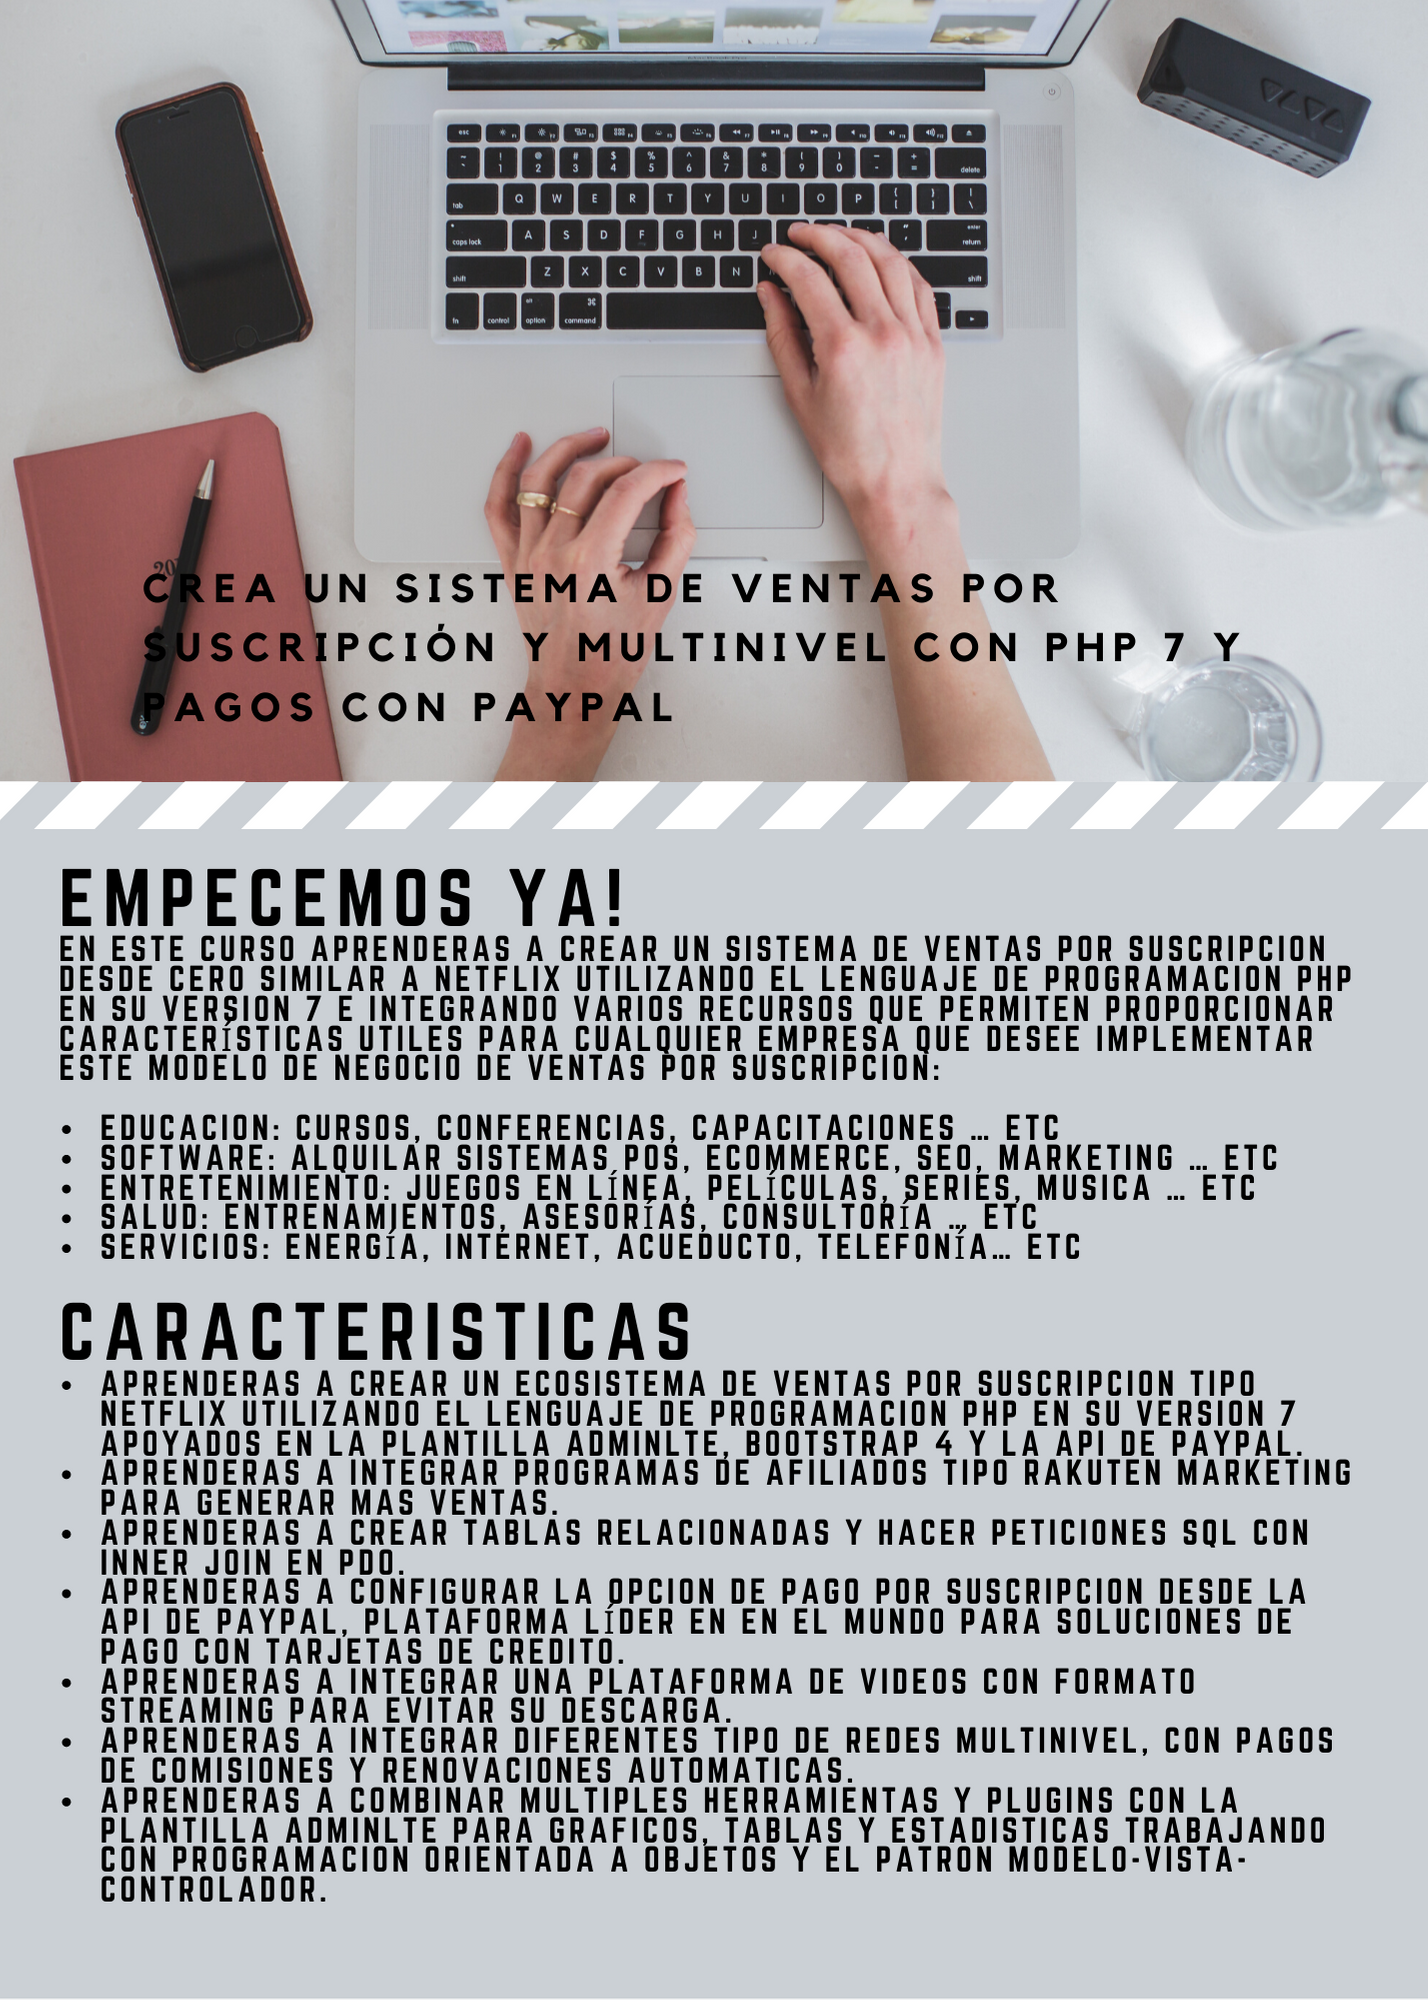 CREA UN SISTEMA DE VENTAS POR
SUSCRIPCIÓN Y MULTINIVEL CON PHP 7 Y
PAGOS CON PAYPAL
EMPECEMOS YA!
EN ESTE CURSO APRENDERAS A CREAR UN SISTEMA DE VENTAS POR SUSCRIPCION
DESDE CERO SIMILAR A NETFLIX UTILIZANDO EL LENGUAJE DE PROGRAMACION PHP
EN SU VERSION 7 E INTEGRANDO VARIOS RECURSOS QUE PERMITEN PROPORCIONAR
CARACTERÍSTICAS UTILES PARA CUALQUIER EMPRESA QUE DESEE IMPLEMENTAR
ESTE MODELO DE NEGOCIO DE VENTAS POR SUSCRIPCION:
• EDUCACION: CURSOS, CONFERENCIAS, CAPACITACIONES … ETC
• SOFTWARE: ALQUILAR SISTEMAS POS, ECOMMERCE, SEO, MARKETING … ETC
• ENTRETENIMIENTO: JUEGOS EN LÍNEA, PELÍCULAS, SERIES, MUSICA … ETC
• SALUD: ENTRENAMIENTOS, ASESORÍAS, CONSULTORÍA … ETC
• SERVICIOS: ENERGÍA, INTERNET, ACUEDUCTO, TELEFONÍA… ETC
CARACTERISTICAS
• APRENDERAS A CREAR UN ECOSISTEMA DE VENTAS POR SUSCRIPCION TIPO
NETFLIX UTILIZANDO EL LENGUAJE DE PROGRAMACION PHP EN SU VERSION 7
APOYADOS EN LA PLANTILLA ADMINLTE, BOOTSTRAP 4 Y LA API DE PAYPAL.
• APRENDERAS A INTEGRAR PROGRAMAS DE AFILIADOS TIPO RAKUTEN MARKETING
PARA GENERAR MAS VENTAS.
• APRENDERAS A CREAR TABLAS RELACIONADAS Y HACER PETICIONES SQL CON
INNER JOIN EN PDO.
• APRENDERAS A CONFIGURAR LA OPCION DE PAGO POR SUSCRIPCION DESDE LA
API DE PAYPAL, PLATAFORMA LÍDER EN EN EL MUNDO PARA SOLUCIONES DE
PAGO CON TARJETAS DE CREDITO.
• APRENDERAS A INTEGRAR UNA PLATAFORMA DE VIDEOS CON FORMATO
STREAMING PARA EVITAR SU DESCARGA.
• APRENDERAS A INTEGRAR DIFERENTES TIPO DE REDES MULTINIVEL, CON PAGOS
DE COMISIONES Y RENOVACIONES AUTOMATICAS.
• APRENDERAS A COMBINAR MULTIPLES HERRAMIENTAS Y PLUGINS CON LA
PLANTILLA ADMINLTE PARA GRAFICOS, TABLAS Y ESTADISTICAS TRABAJANDO
CON PROGRAMACION ORIENTADA A OBJETOS Y EL PATRON MODELO-VISTA-
CONTROLADOR.